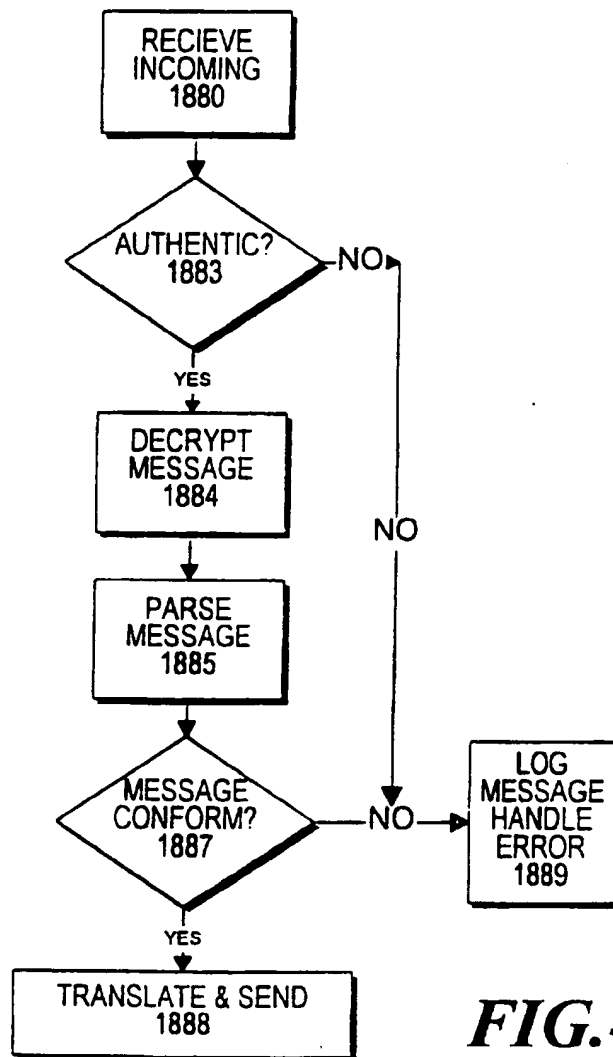 RECIEVE
INCOMING
1880
AUTHENTIC?
1883
NO
YES
DECRYPT
MESSAGE
1884
NO
PARSE
MESSAGE
1885
MESSAGE
CONFORM?
1887
NO
LOG
MESSAGE
HANDLE
ERROR
1889
YES
TRANSLATE & SEND
1888
FIG.